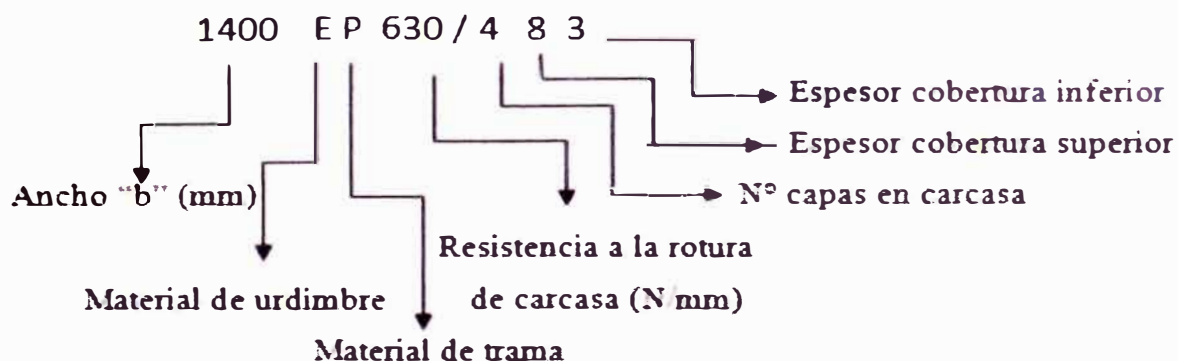 1400 E P 630 / 4 8 3
Espesor cobertura inferior
Espesor cobertura superior
Nº capas en carcasa
Ancho "b" (mm)
Resistencia a la rotura
de carcasa (N/mm)
Material de urdimbre
Material de trama